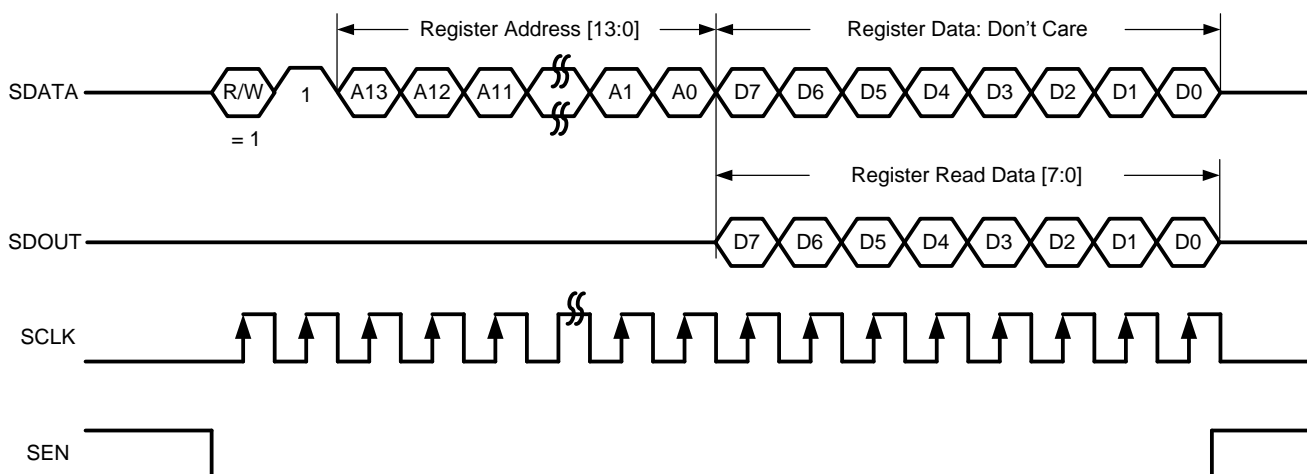 Register Address [13:0] Register Data: Don't Care
SDATA R/W 1 A13 A12 A11 A1 A0 D7 D6 D5 D4 D3 D2 D1 D0
= 1
Register Read Data [7:0]
SDOUT D7 D6 D5 D4 D3 D2 D1 D0
SCLK
SEN